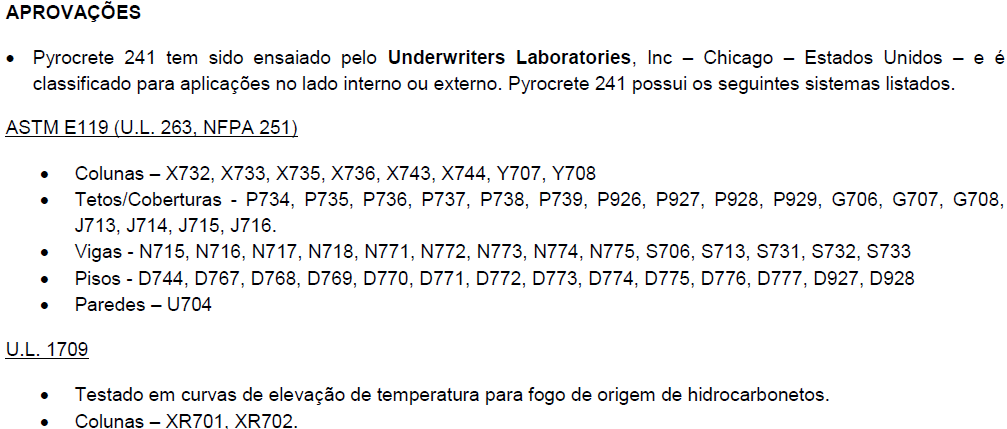 APROVAÇÕES
• Pyrocrete 241 tem sido ensaiado pelo Underwriters Laboratories, Inc – Chicago – Estados Unidos – e é
classificado para aplicações no lado interno ou externo. Pyrocrete 241 possui os seguintes sistemas listados.
ASTM E119 (U.L. 263, NFPA 251)
• Colunas – X732, X733, X735, X736, X743, X744, Y707, Y708
• Tetos/Coberturas - P734, P735, P736, P737, P738, P739, P926, P927, P928, P929, G706, G707, G708,
J713, J714, J715, J716.
• Vigas - N715, N716, N717, N718, N771, N772, N773, N774, N775, S706, S713, S731, S732, S733
• Pisos - D744, D767, D768, D769, D770, D771, D772, D773, D774, D775, D776, D777, D927, D928
• Paredes – U704
U.L. 1709
• Testado em curvas de elevação de temperatura para fogo de origem de hidrocarbonetos.
• Colunas – XR701, XR702.